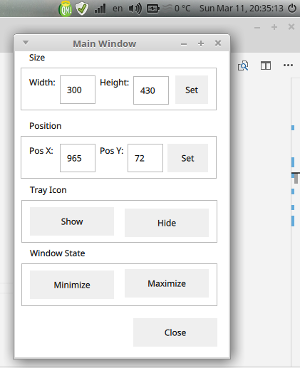 en 0 °C Sun Mar 11, 20:35:13
Main Window
Size
Width: 300 Height: 430 Set
Position
Pos X: 965 Pos Y: 72 Set
Tray Icon
Show Hide
Window State
Minimize Maximize
Close